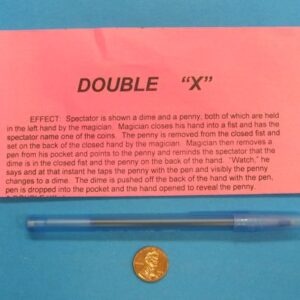 DOUBLE "X"
EFFECT: Spectator is shown a dime and a penny, both of which are held
in the left hand by the magician. Magician closes his hand into a fist and has the
spectator name one of the coins. The penny is removed from the closed fist and
set on the back of the closed hand by the magician. Magician then removes a
pen from his pocket and points to the penny and reminds the spectator that the
dime is in the closed fist and the penny on the back of the hand. "Watch," he
says and at that instant he taps the penny with the pen and visibly the penny
changes to a dime. The dime is pushed off the back of the hand with the pen,
pen is dropped into the pocket and the hand opened to reveal the penny.